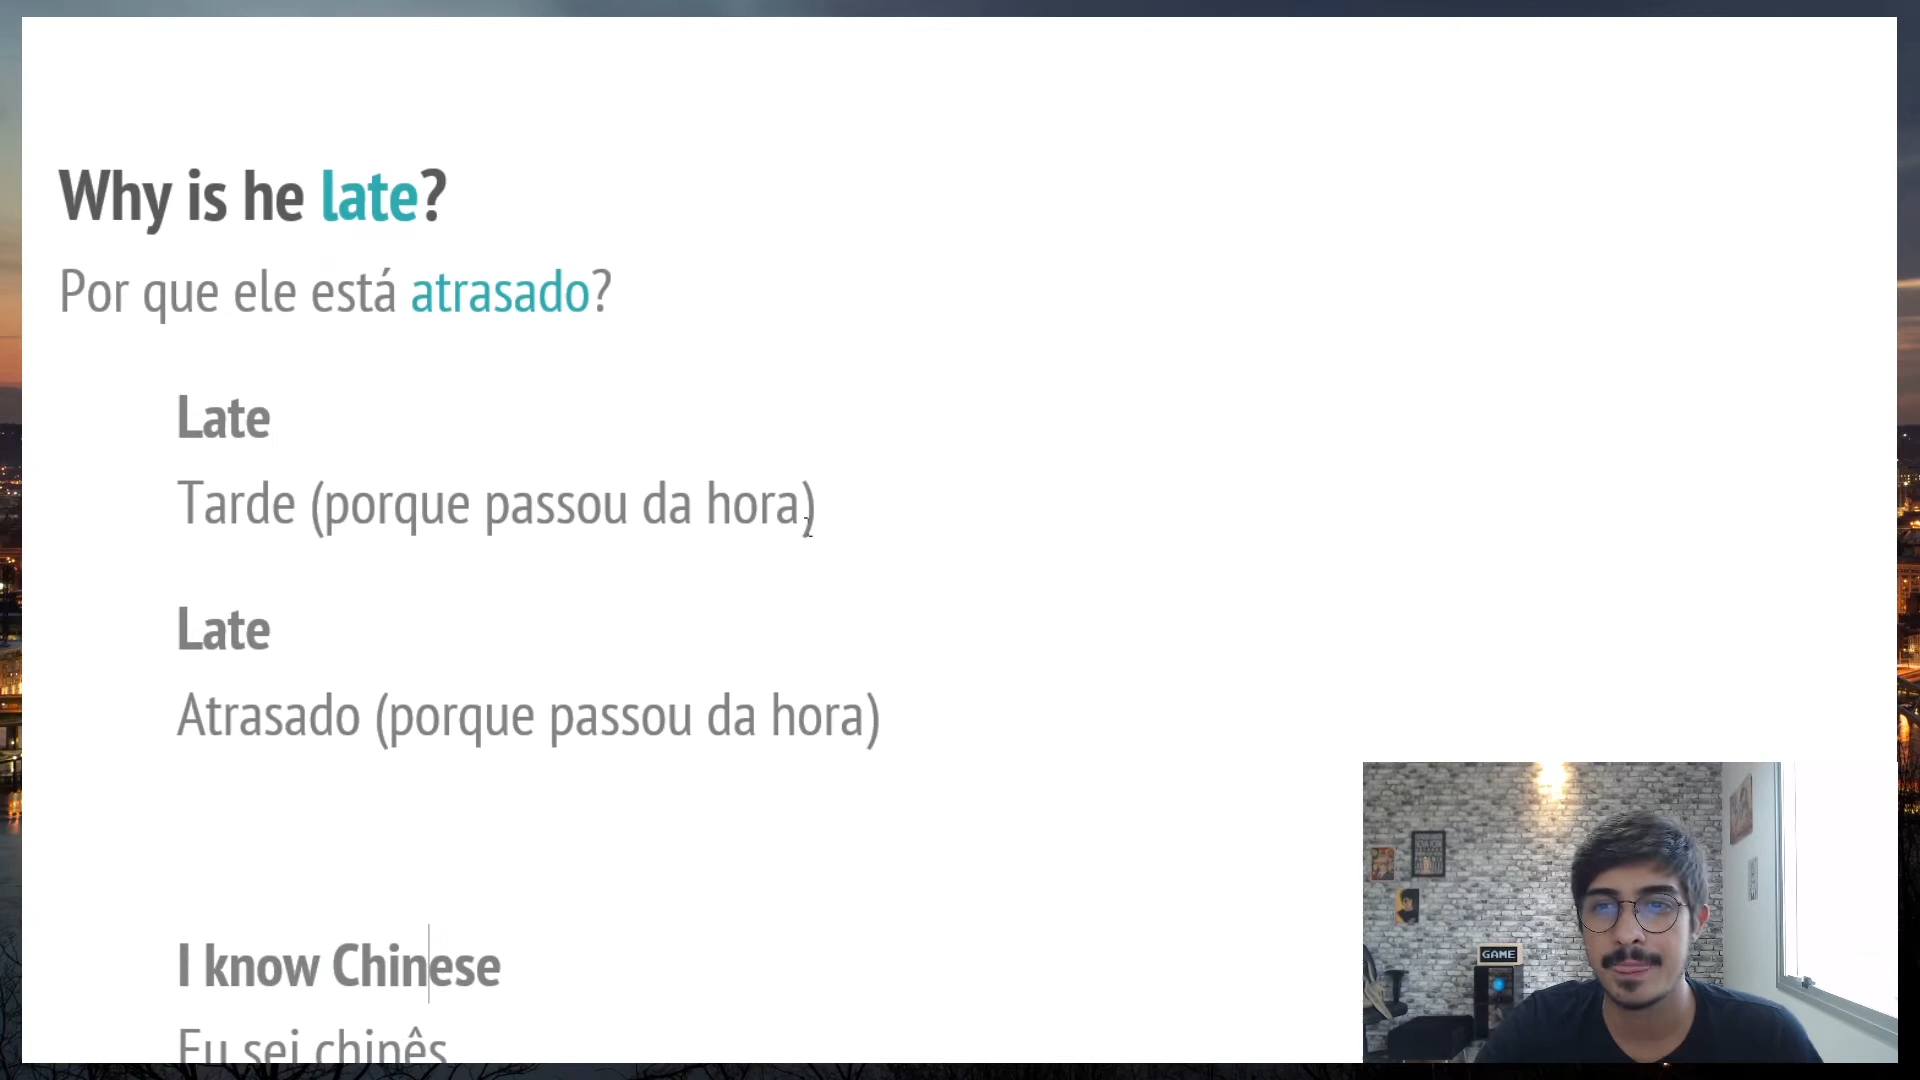 Why is he late?
Por que ele está atrasado?
Late
Tarde (porque passou da hora)
Late
Atrasado (porque passou da hora)
I know Chinese
Eu sei chinês
GAME